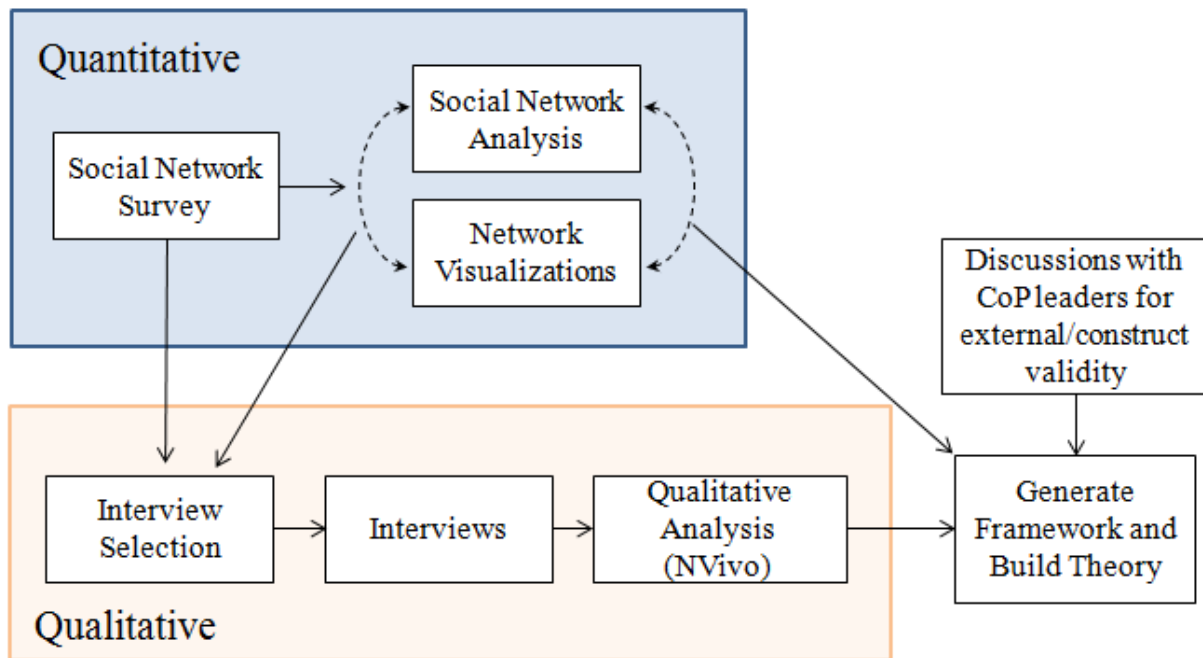 Quantitative
Social Network
Analysis
Social Network
Survey
Network
Visualizations
Discussions with
CoP leaders for
external/construct
validity
Interview
Selection
Interviews
Qualitative
Analysis
(NVivo)
Generate
Framework and
Build Theory
Qualitative